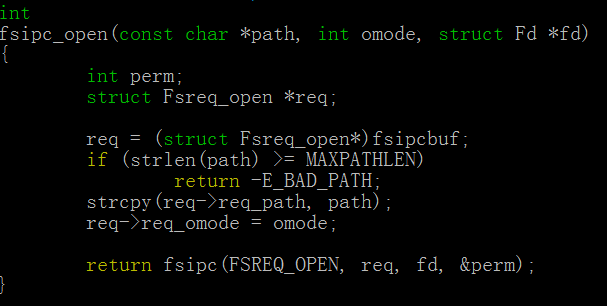 int
fsipc_open(const char *path, int omode, struct Fd *fd)
{
        int perm;
        struct Fsreq_open *req;

        req = (struct Fsreq_open*)fsipcbuf;
        if (strlen(path) >= MAXPATHLEN)
                return -E_BAD_PATH;
        strcpy(req->req_path, path);
        req->req_omode = omode;

        return fsipc(FSREQ_OPEN, req, fd, &perm);
}